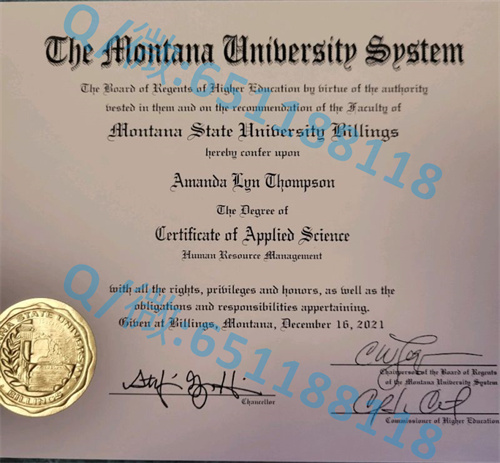 The Montana University System
The Board of Regents of Higher Education by virtue of the authority
vested in them and on the recommendation of the Faculty of
Montana State University Billings
hereby confer upon
Amanda Lyn Thompson
The Degree of
Certificate of Applied Science
Human Resource Management
with all the rights, privileges and honors, as well as the
obligations and responsibilities appertaining.
Given at Billings, Montana, December 16, 2021
Chairperson of the Board of Regents
of the Montana University System
Chancellor
Commissioner of Higher Education
STATE UNIVERSITY
BILLINGS
Q/微:651188118
Q/微:651188118